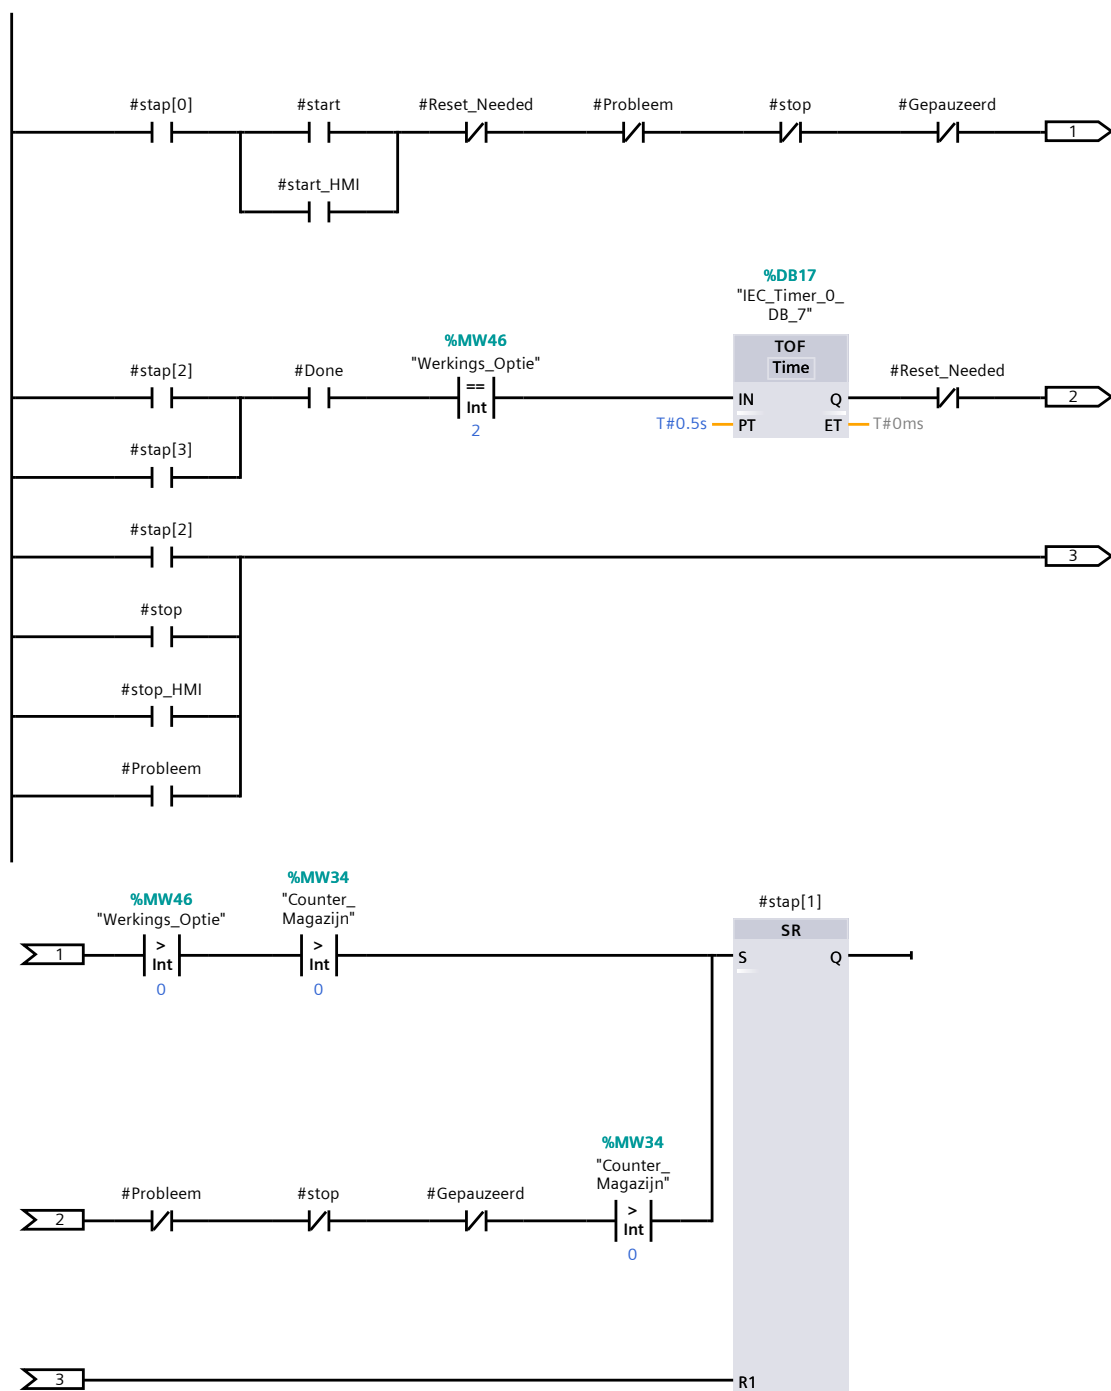 #stap[0]
#start
#Reset_Needed
#Probleem
#stop
#Gepauzeerd
1
#start_HMI
%DB17
"IEC_Timer_0_
DB_7"
TOF
Time
%MW46
"Werkings_Optie"
#stap[2]
#Done
==
Int
2
#Reset_Needed
IN
Q
2
T#0.5s
PT
ET
T#0ms
#stap[3]
#stap[2]
3
#stop
#stop_HMI
#Probleem
%MW46
"Werkings_Optie"
%MW34
"Counter_
Magazijn"
#stap[1]
SR
1
>
Int
0
>
Int
0
S
Q
%MW34
"Counter_
Magazijn"
2
#Probleem
#stop
#Gepauzeerd
>
Int
0
3
R1